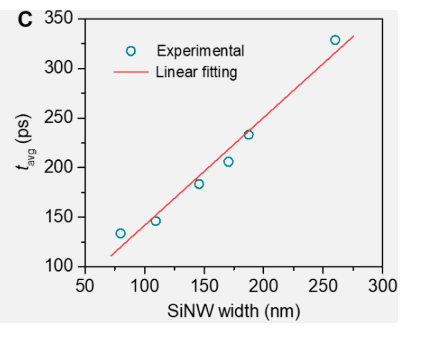 C
350
300
250
200
150
100
t avg (ps)
Experimental
Linear fitting
50 100 150 200 250 300
SiNW width (nm)